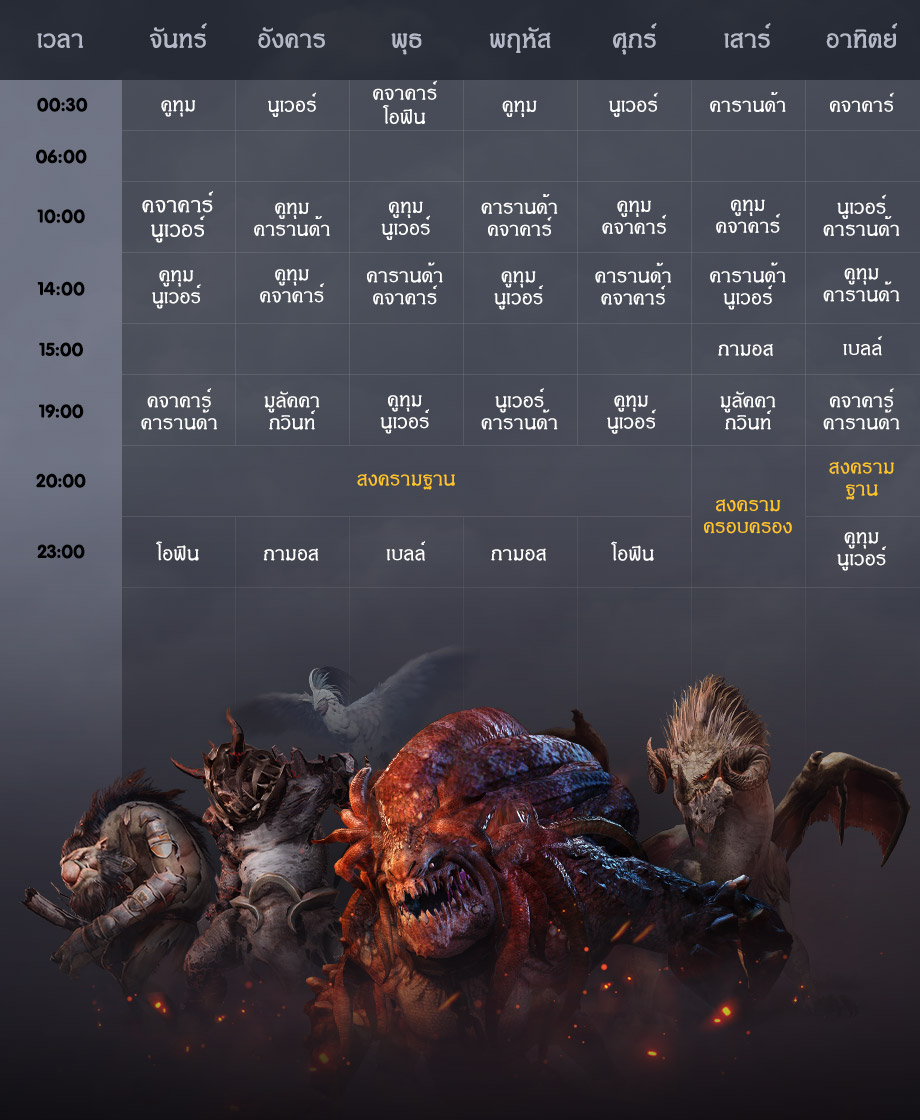 เวลา จันทร์ อังคาร พุธ พฤหัส ศุกร์ เสาร์ อาทิตย์
00:30 คูทุม นูเวอร์ คจาคาร์ คูทุม นูเวอร์ คารานด้า คจาคาร์
โอฟิน
06:00
10:00 คจาคาร์ คูทุม คูทุม คารานด้า คูทุม คูทุม นูเวอร์
นูเวอร์ คารานด้า นูเวอร์ คจาคาร์ คจาคาร์ คจาคาร์ คารานด้า
14:00 คูทุม คูทุม คารานด้า คูทุม คารานด้า คารานด้า คูทุม
นูเวอร์ คจาคาร์ คจาคาร์ นูเวอร์ คจาคาร์ นูเวอร์ คารานด้า
15:00 กามอส เบลล์
19:00 คจาคาร์ มูลัคคา คูทุม นูเวอร์ คูทุม มูลัคคา คจาคาร์
คารานด้า กวินท์ นูเวอร์ คารานด้า นูเวอร์ กวินท์ คารานด้า
20:00 สงครามฐาน สงคราม
ฐาน
สงคราม
ครอบครอง
23:00 โอฟิน กามอส เบลล์ กามอส โอฟิน คูทุม
นูเวอร์